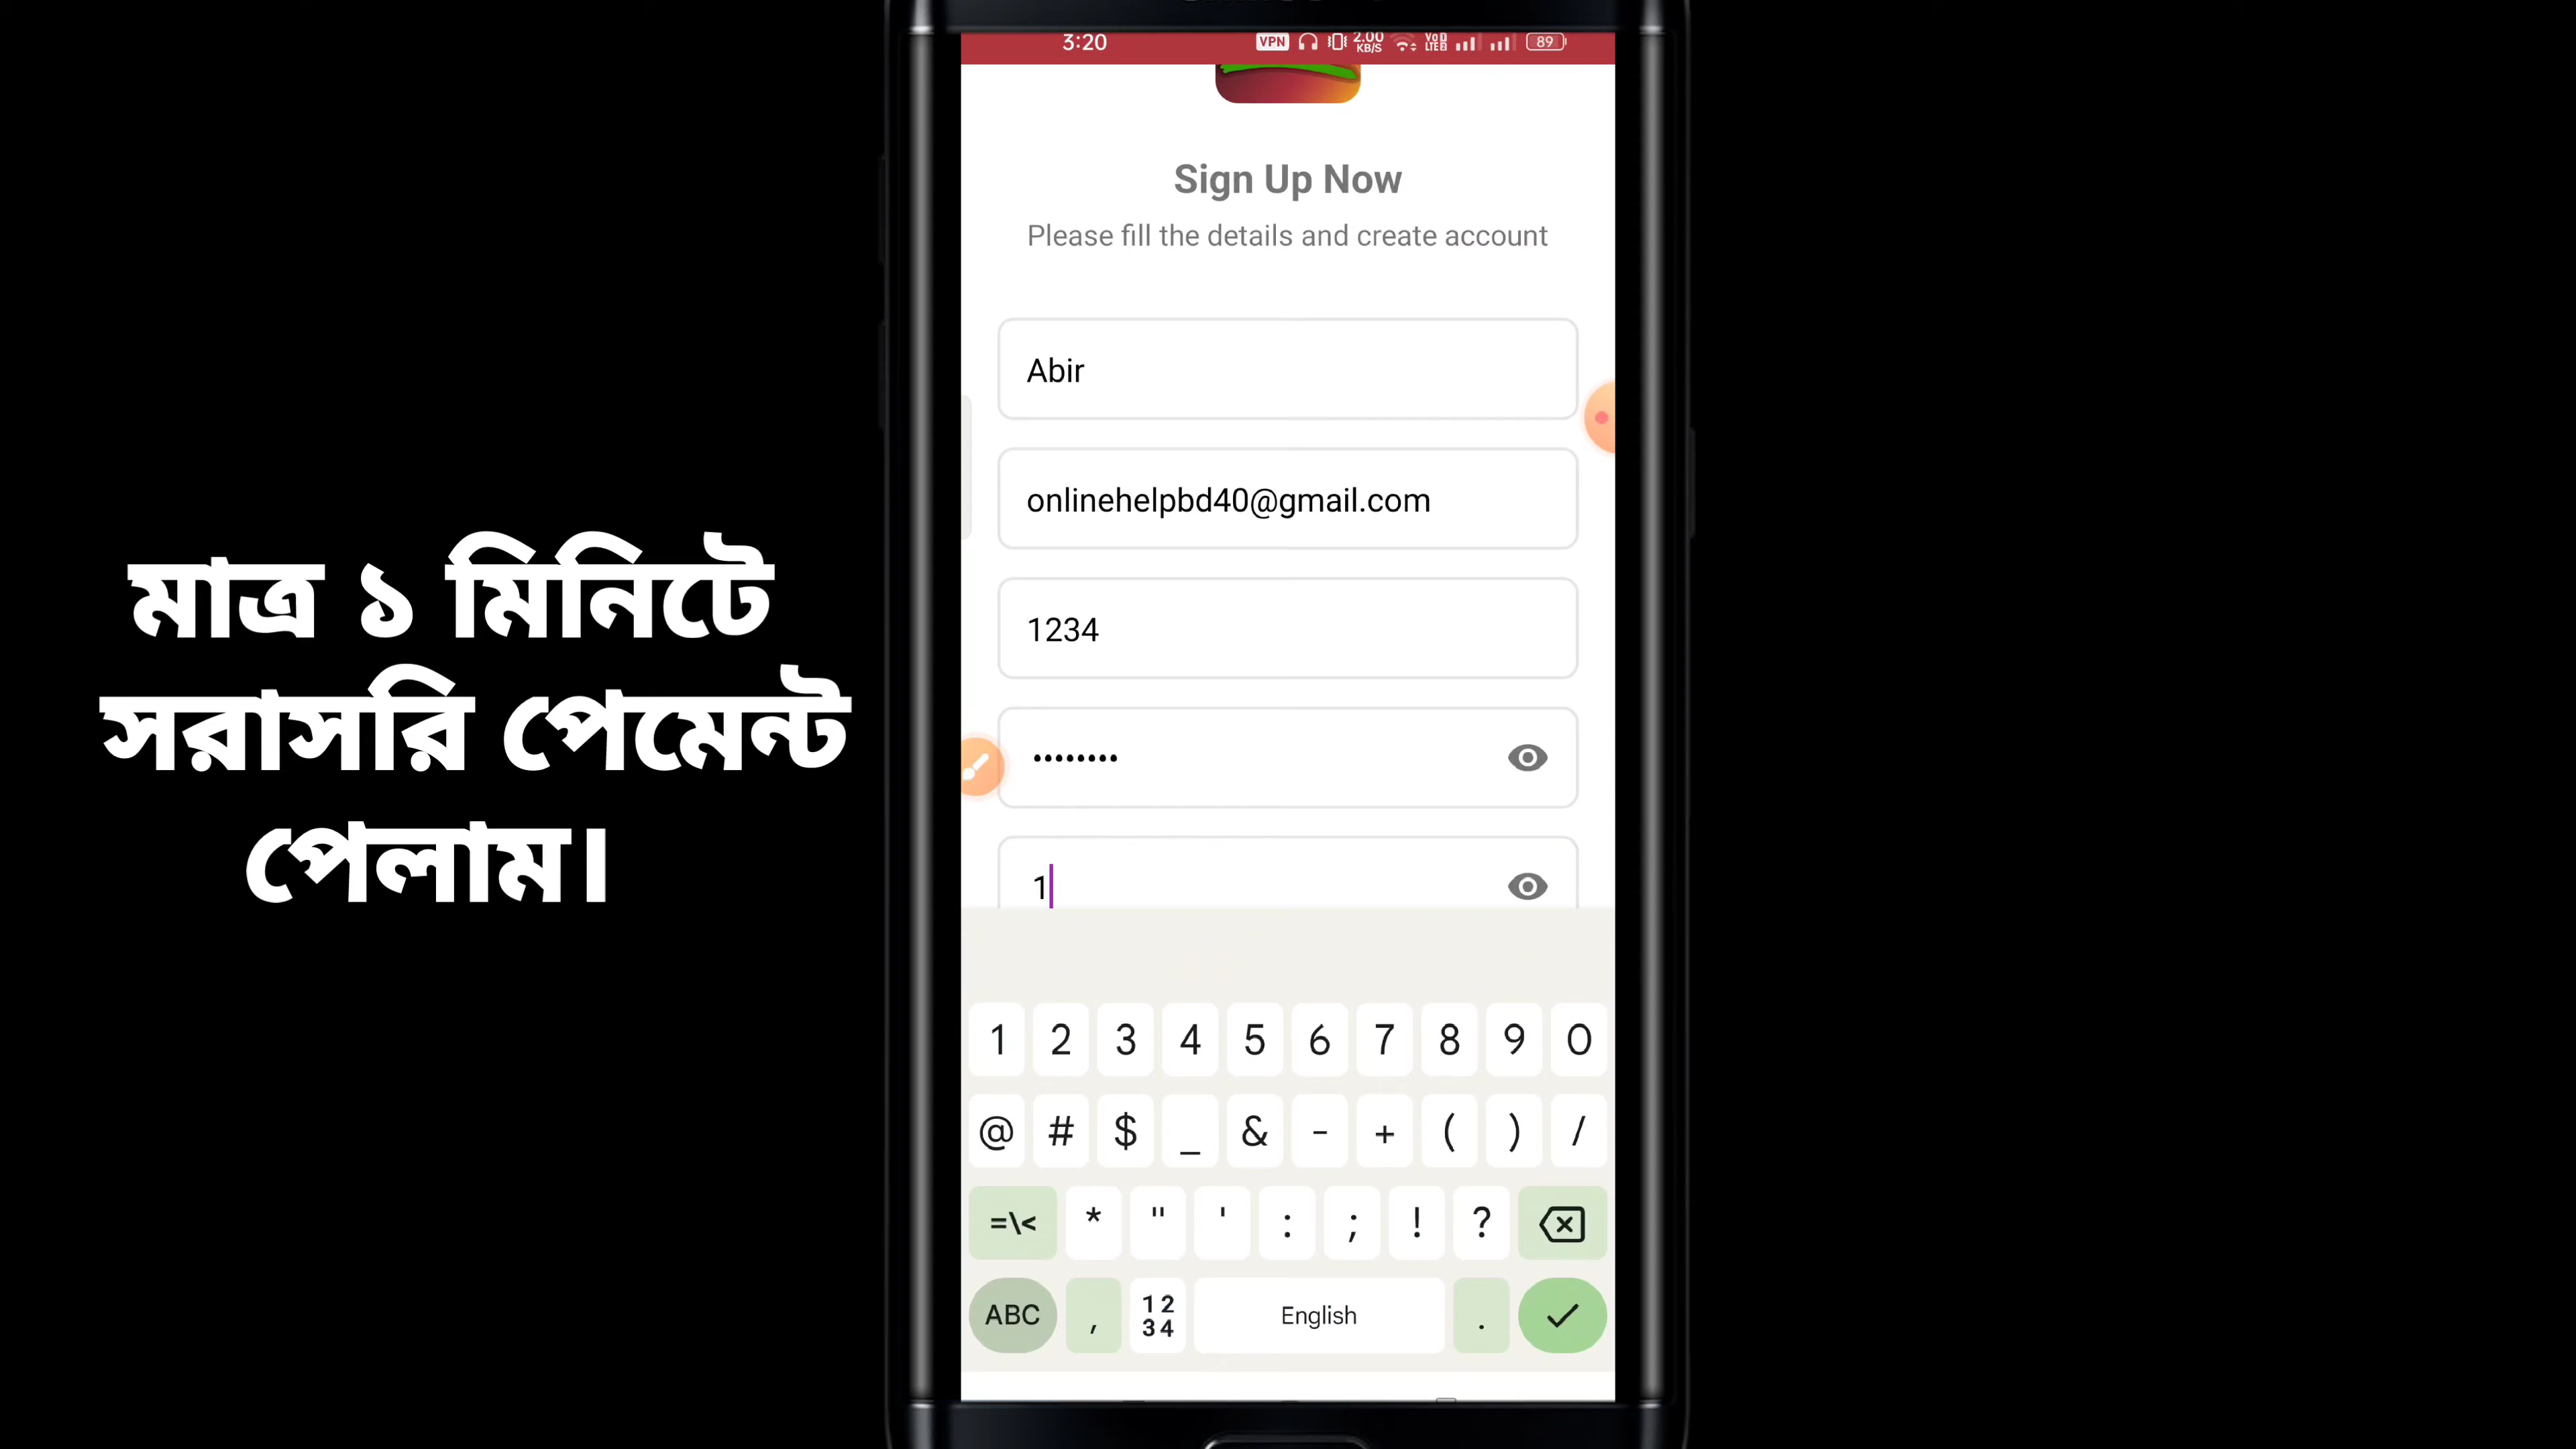 মাত্র ১ মিনিটে
সরাসরি পেমেন্ট
পেলাম।
3:20 VPN 2.00 KB/S Vo LTE 89
Sign Up Now
Please fill the details and create account
Abir
onlinehelpbd40@gmail.com
1234
••••••••
1
1 2 3 4 5 6 7 8 9 0
@ # $ _ & - + ( ) /
=\< * " ' : ; ! ?
ABC , 12 34 English .